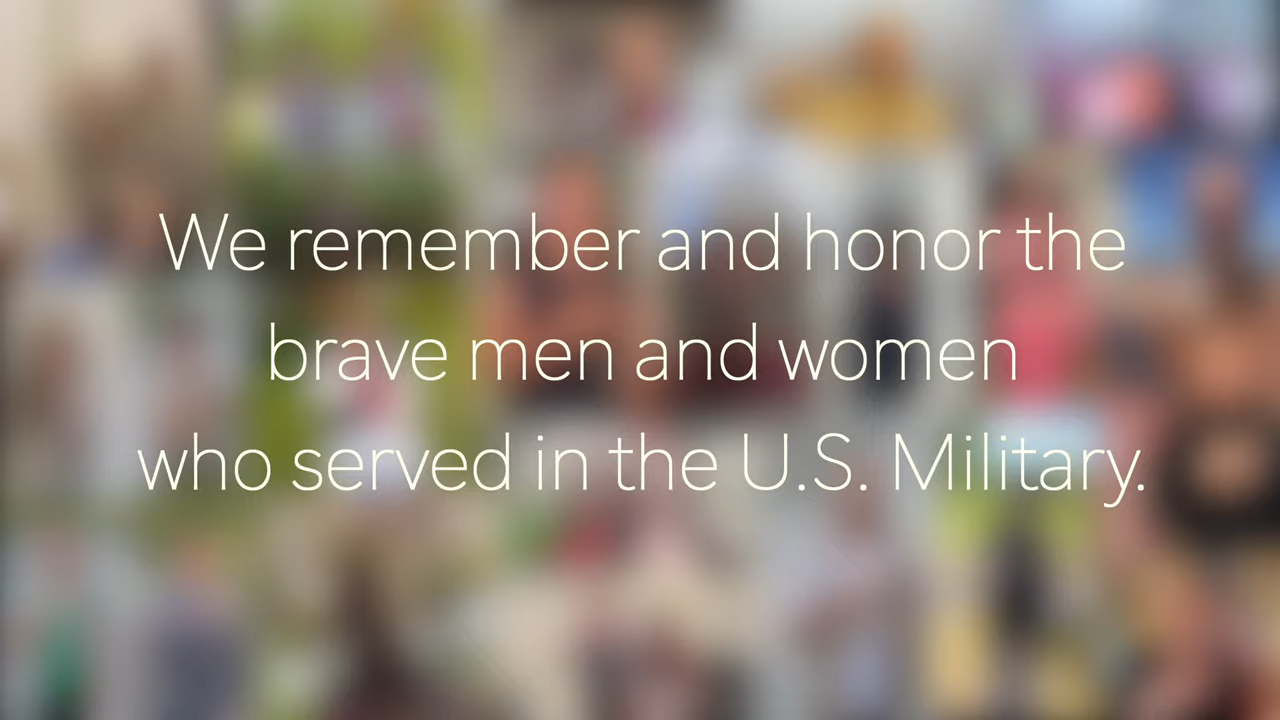 We remember and honor the
brave men and women
who served in the U.S. Military.